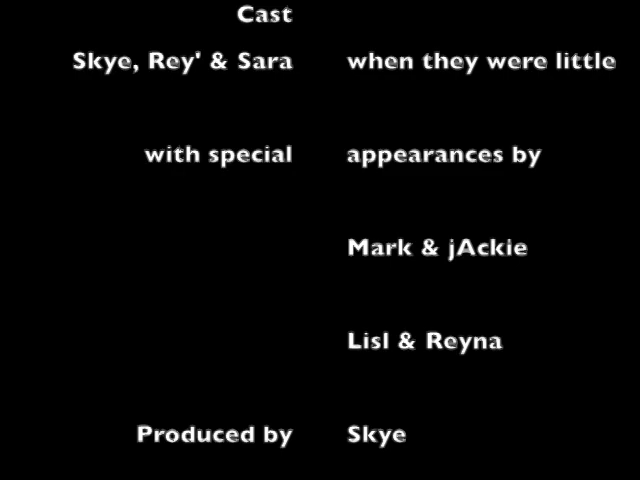 Cast
Skye, Rey' & Sara when they were little
with special appearances by
Mark & jAckie
Lisl & Reyna
Produced by Skye